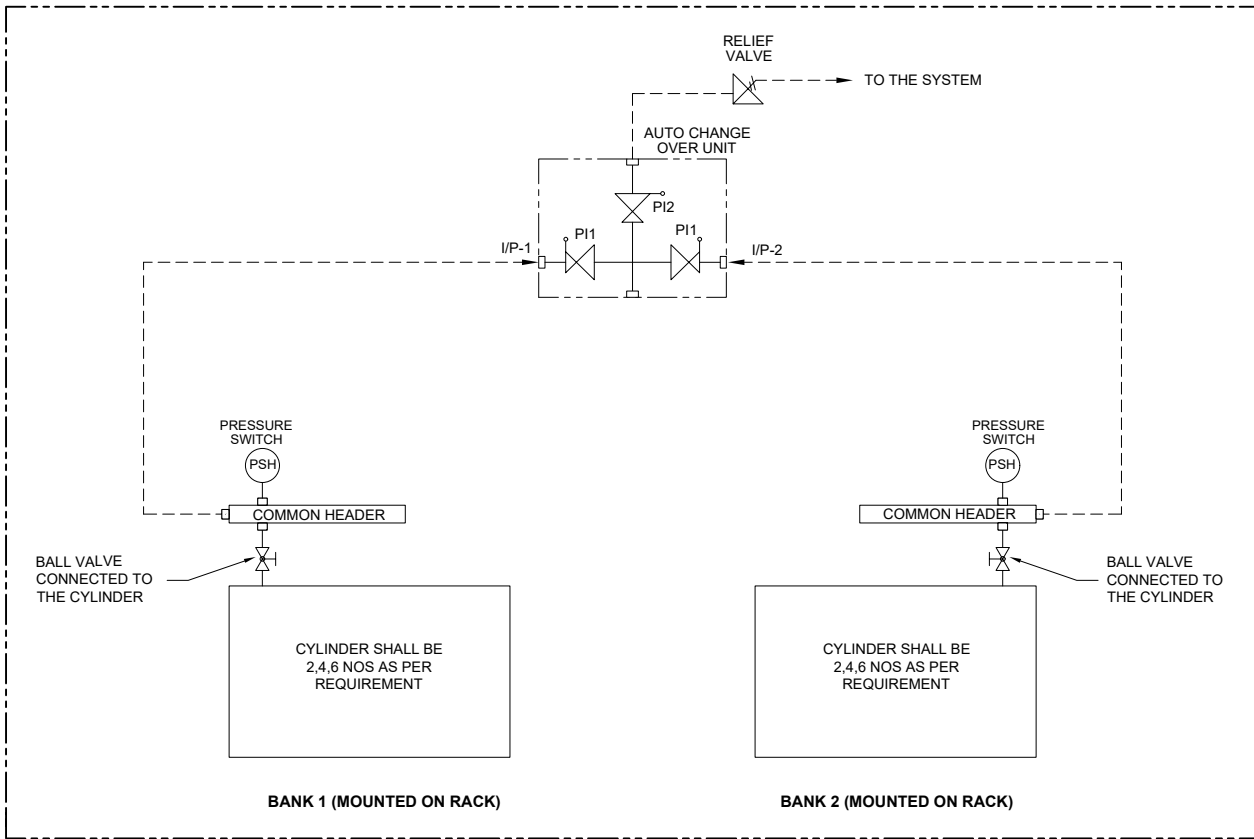 RELIEF
VALVE
TO THE SYSTEM
AUTO CHANGE
OVER UNIT
PI2
PI1
PI1
I/P-1
I/P-2
PRESSURE
SWITCH
PSH
COMMON HEADER
BALL VALVE
CONNECTED TO
THE CYLINDER
CYLINDER SHALL BE
2,4,6 NOS AS PER
REQUIREMENT
BANK 1 (MOUNTED ON RACK)
PRESSURE
SWITCH
PSH
COMMON HEADER
BALL VALVE
CONNECTED TO
THE CYLINDER
CYLINDER SHALL BE
2,4,6 NOS AS PER
REQUIREMENT
BANK 2 (MOUNTED ON RACK)